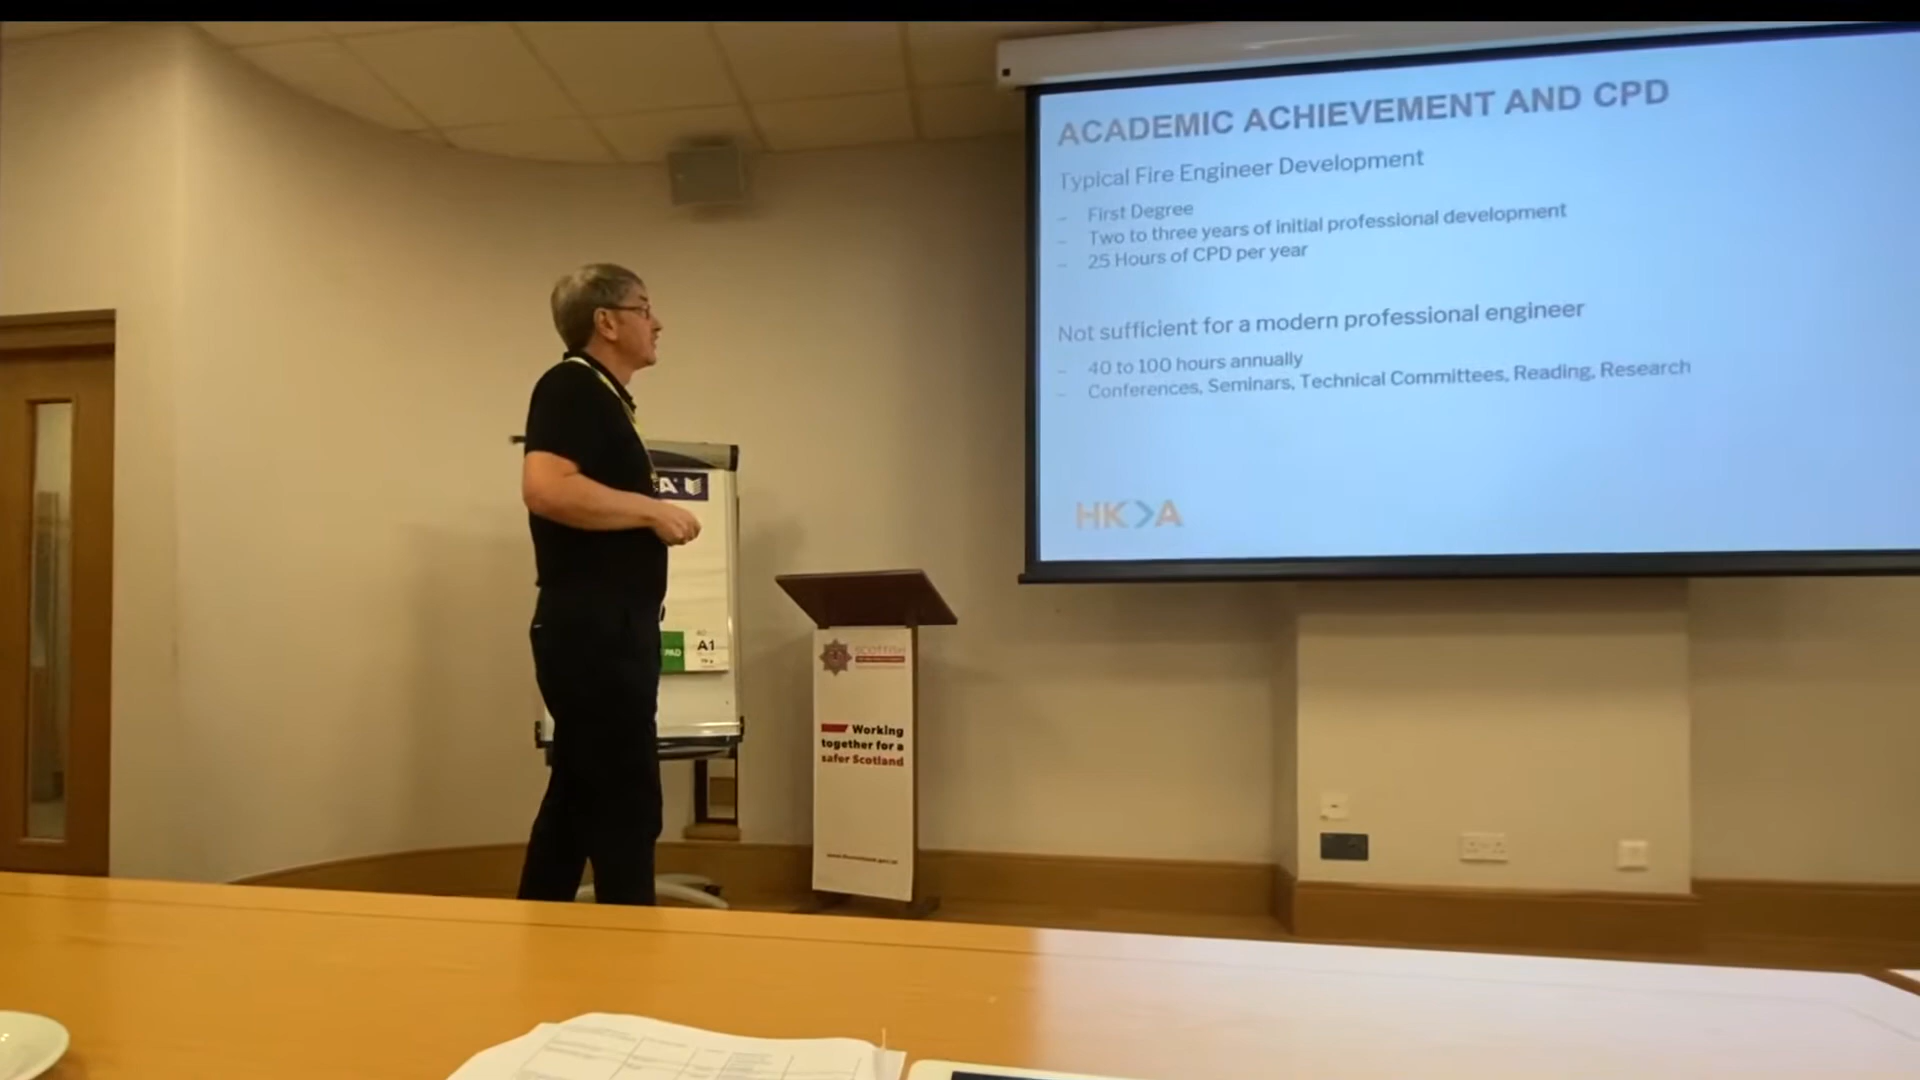 ACADEMIC ACHIEVEMENT AND CPD
Typical Fire Engineer Development
– First Degree
– Two to three years of initial professional development
– 25 Hours of CPD per year
Not sufficient for a modern professional engineer
– 40 to 100 hours annually
– Conferences, Seminars, Technical Committees, Reading, Research
HK>A
A
PAD
A1
SCOTTISH
Working
together for a
safer Scotland